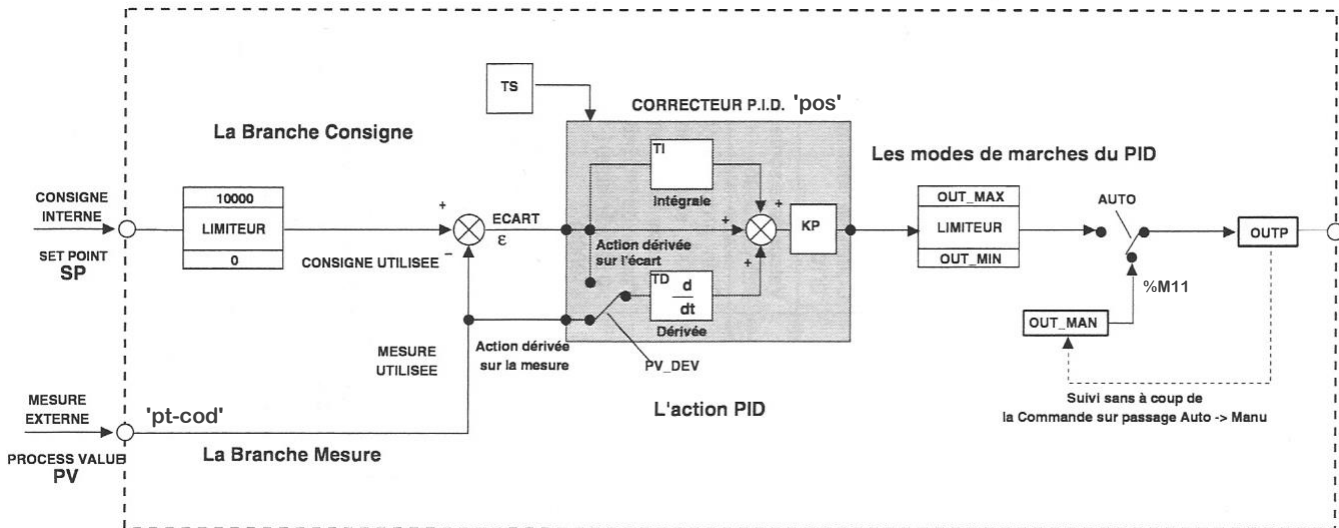 TS
CORRECTEUR P.I.D. 'pos'
La Branche Consigne
TI
Les modes de marches du PID
CONSIGNE
INTERNE
SET POINT
SP
10000
LIMITEUR
0
+
−
ECART
ε
CONSIGNE UTILISEE
Intégrale
+
+
+
KP
Action dérivée
sur l'écart
TD
d
dt
Dérivée
OUT_MAX
LIMITEUR
OUT_MIN
AUTO
OUTP
%M11
OUT_MAN
MESURE
UTILISEE
Action dérivée
sur la mesure
PV_DEV
L'action PID
Suivi sans à coup de
la Commande sur passage Auto -> Manu
MESURE
EXTERNE
PROCESS VALUE
PV
'pt-cod'
La Branche Mesure